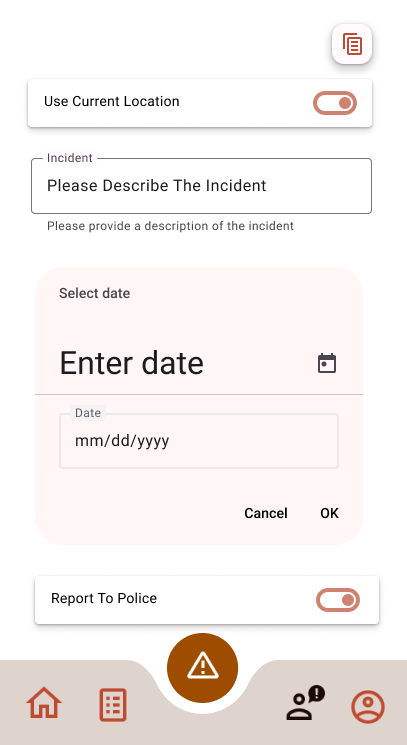 Use Current Location
Incident
Please Describe The Incident
Please provide a description of the incident
Select date
Enter date
Date
mm/dd/yyyy
Cancel OK
Report To Police